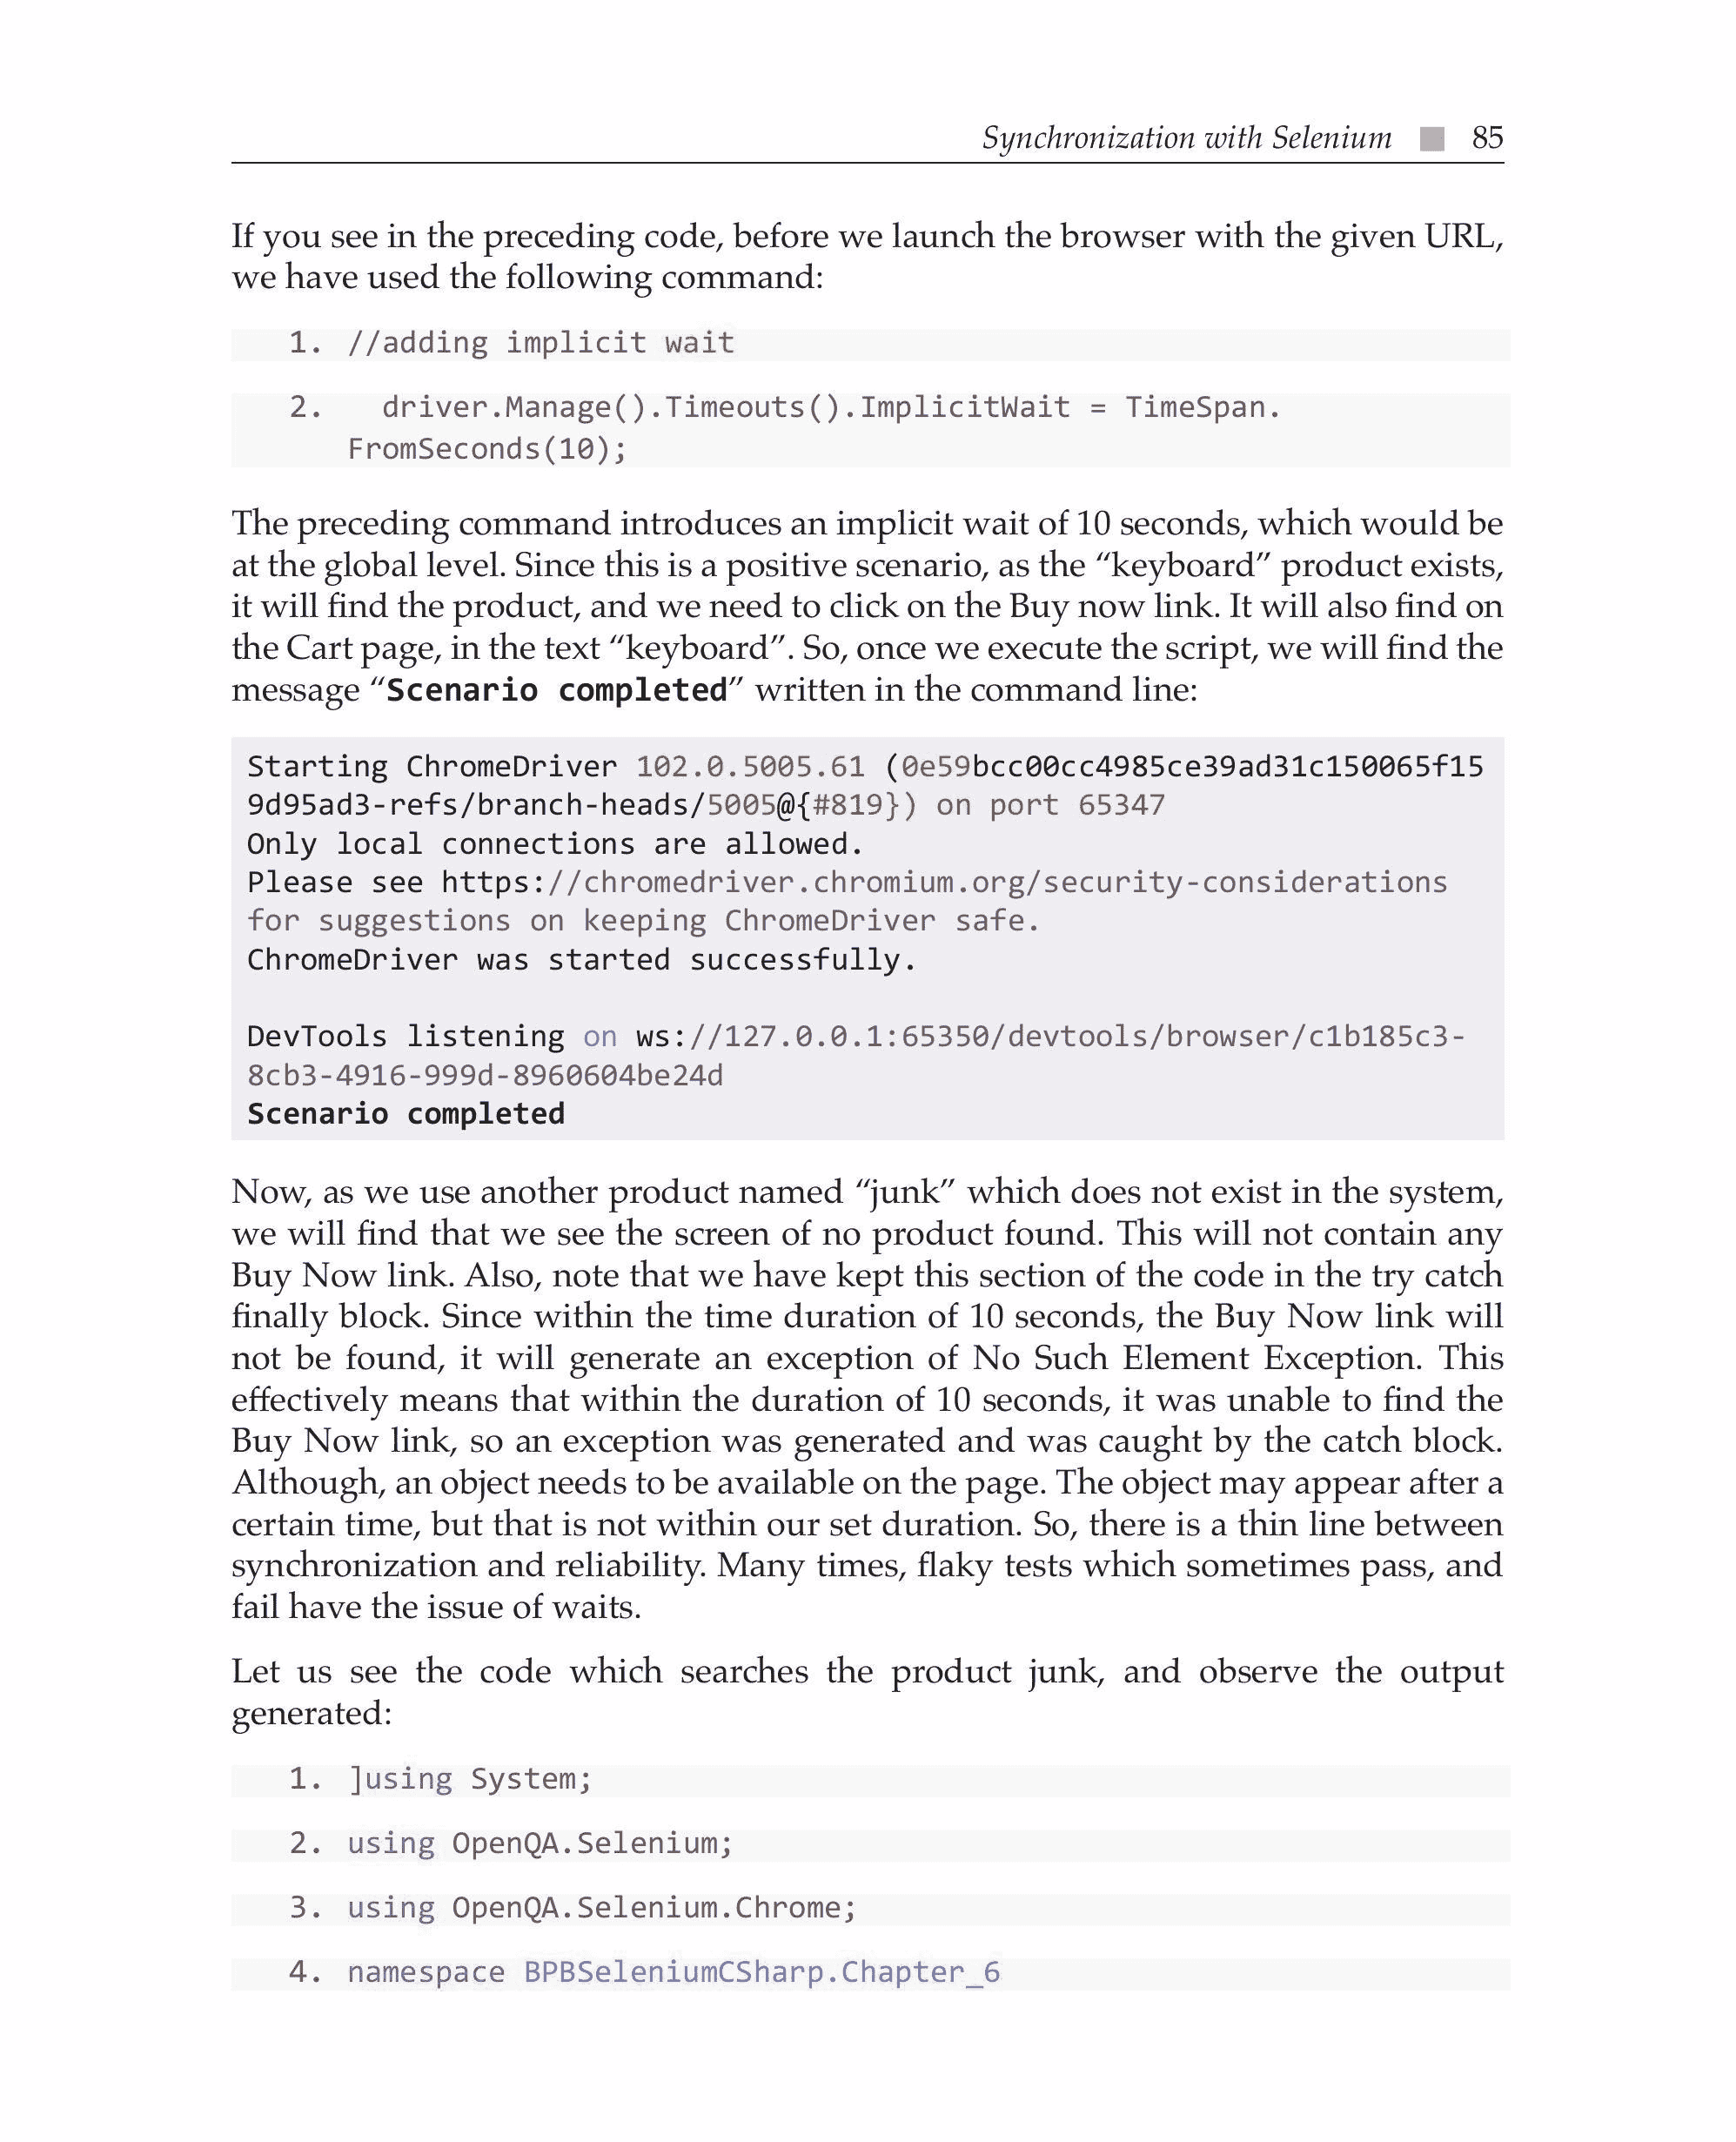 Synchronization with Selenium 85
If you see in the preceding code, before we launch the browser with the given URL,
we have used the following command:
1. //adding implicit wait
2. driver.Manage().Timeouts().ImplicitWait = TimeSpan.
FromSeconds(10);
The preceding command introduces an implicit wait of 10 seconds, which would be
at the global level. Since this is a positive scenario, as the “keyboard” product exists,
it will find the product, and we need to click on the Buy now link. It will also find on
the Cart page, in the text “keyboard”. So, once we execute the script, we will find the
message “Scenario completed” written in the command line:
Starting ChromeDriver 102.0.5005.61 (0e59bcc00cc4985ce39ad31c150065f15
9d95ad3-refs/branch-heads/5005@{#819}) on port 65347
Only local connections are allowed.
Please see https://chromedriver.chromium.org/security-considerations
for suggestions on keeping ChromeDriver safe.
ChromeDriver was started successfully.
DevTools listening on ws://127.0.0.1:65350/devtools/browser/c1b185c3-
8cb3-4916-999d-8960604be24d
Scenario completed
Now, as we use another product named “junk” which does not exist in the system,
we will find that we see the screen of no product found. This will not contain any
Buy Now link. Also, note that we have kept this section of the code in the try catch
finally block. Since within the time duration of 10 seconds, the Buy Now link will
not be found, it will generate an exception of No Such Element Exception. This
effectively means that within the duration of 10 seconds, it was unable to find the
Buy Now link, so an exception was generated and was caught by the catch block.
Although, an object needs to be available on the page. The object may appear after a
certain time, but that is not within our set duration. So, there is a thin line between
synchronization and reliability. Many times, flaky tests which sometimes pass, and
fail have the issue of waits.
Let us see the code which searches the product junk, and observe the output
generated:
1. ]using System;
2. using OpenQA.Selenium;
3. using OpenQA.Selenium.Chrome;
4. namespace BPBSeleniumCSharp.Chapter_6